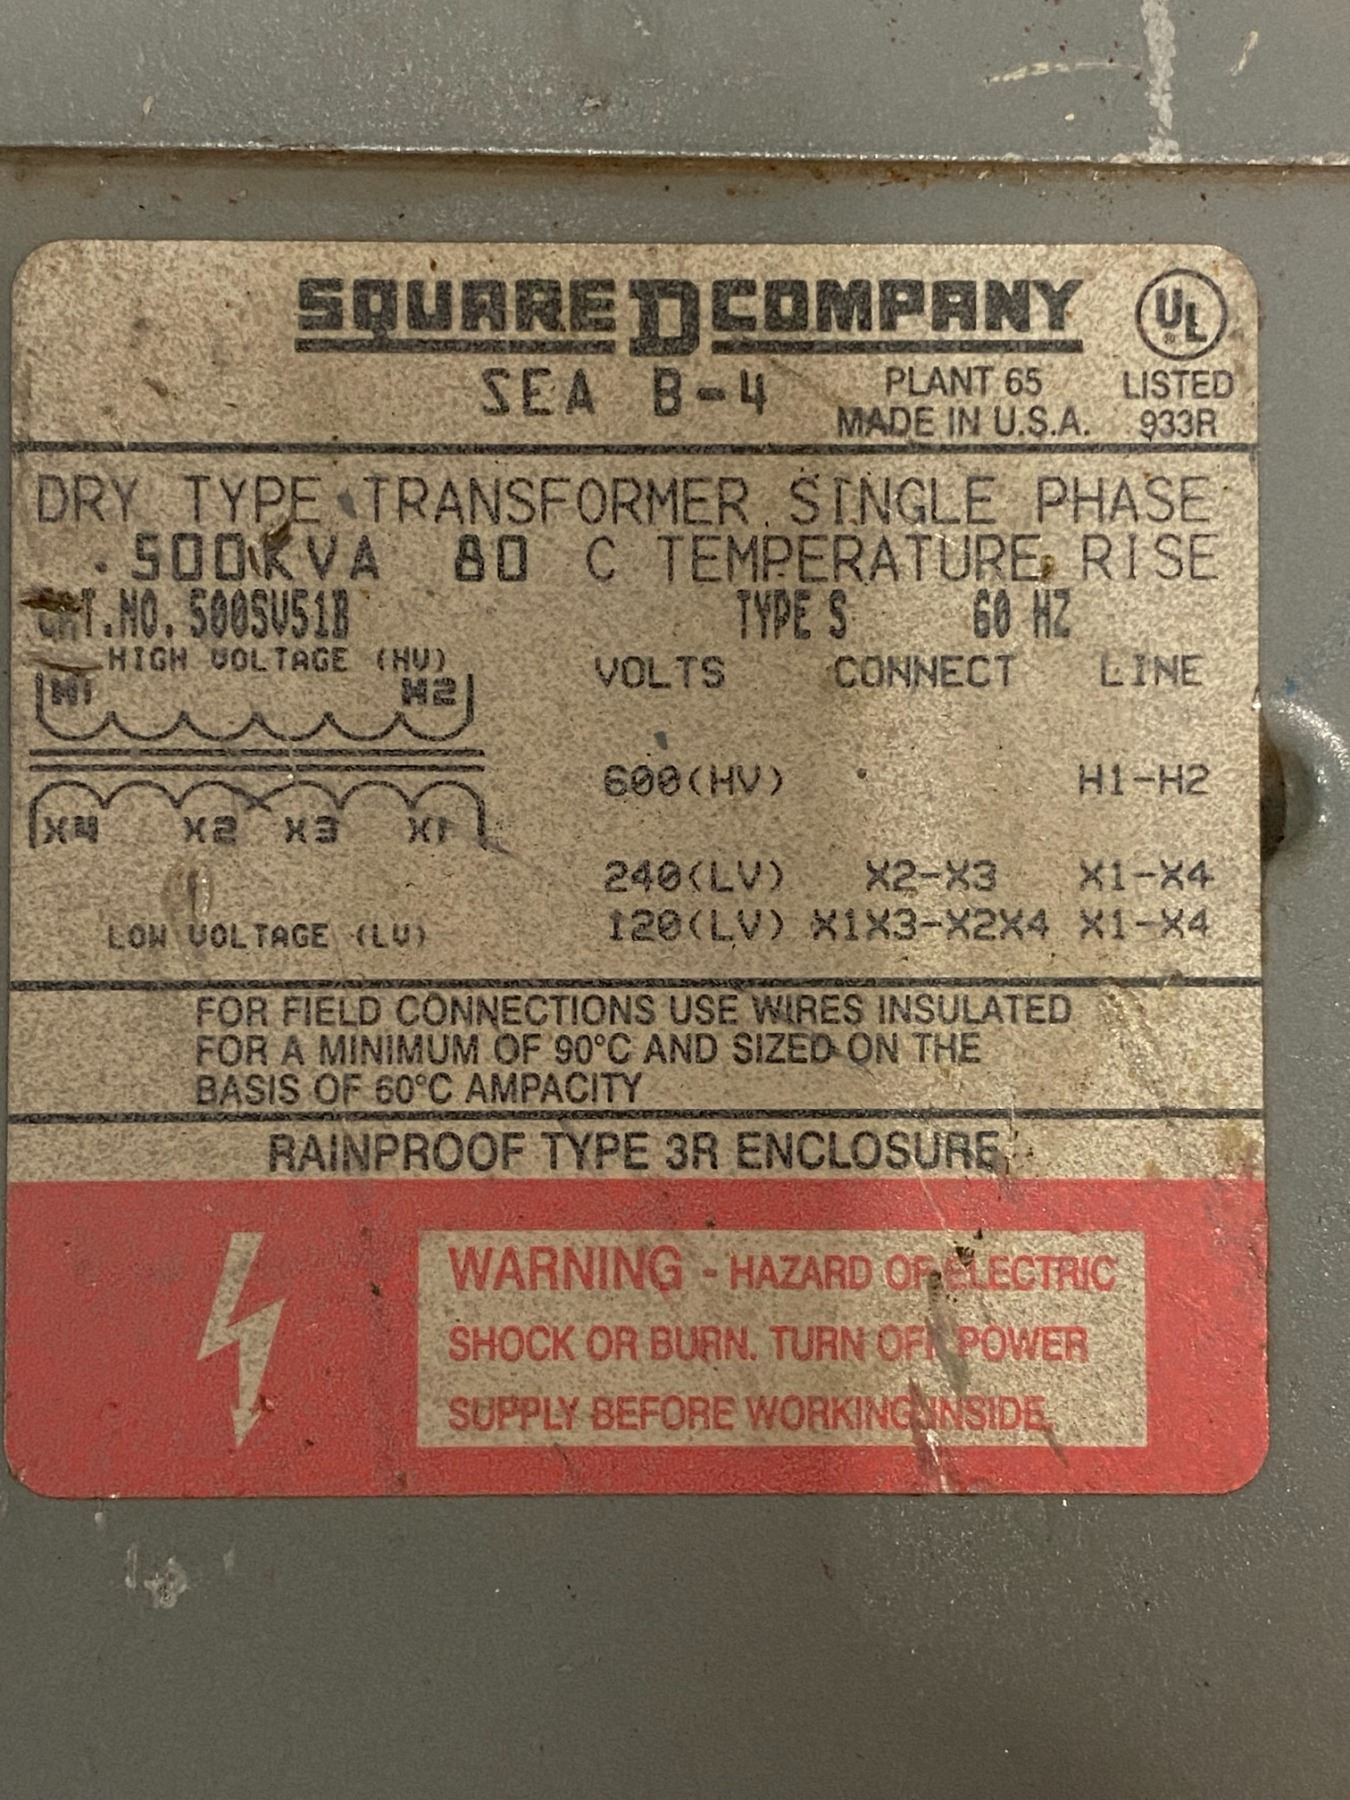 SQUARE D COMPANY
UL
SEA B-4 PLANT 65 LISTED
MADE IN U.S.A. 933R
DRY TYPE TRANSFORMER SINGLE PHASE
.500KVA 80 C TEMPERATURE RISE
CAT.NO. 500SV51B TYPE S 60 HZ
HIGH VOLTAGE (HV) VOLTS CONNECT LINE
H1 H2
600(HV) H1-H2
X4 X2 X3 X1
240(LV) X2-X3 X1-X4
LOW VOLTAGE (LV) 120(LV) X1X3-X2X4 X1-X4
FOR FIELD CONNECTIONS USE WIRES INSULATED
FOR A MINIMUM OF 90°C AND SIZED ON THE
BASIS OF 60°C AMPACITY
RAINPROOF TYPE 3R ENCLOSURE
WARNING - HAZARD OF ELECTRIC
SHOCK OR BURN. TURN OFF POWER
SUPPLY BEFORE WORKING INSIDE.